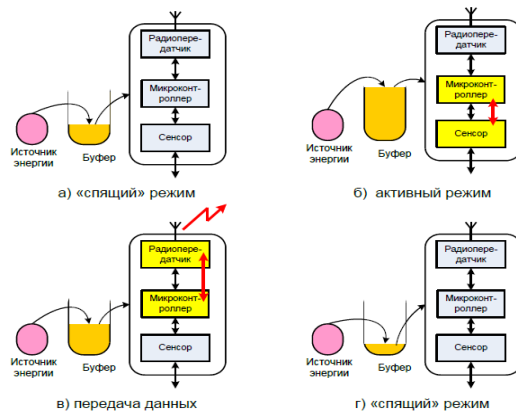 Радиопере-
датчик
Микроконт-
роллер
Сенсор
Источник
энергии
Буфер
а) «спящий» режим
Радиопере-
датчик
Микроконт-
роллер
Сенсор
Источник
энергии
Буфер
б) активный режим
Радиопере-
датчик
Микроконт-
роллер
Сенсор
Источник
энергии
Буфер
в) передача данных
Радиопере-
датчик
Микроконт-
роллер
Сенсор
Источник
энергии
Буфер
г) «спящий» режим